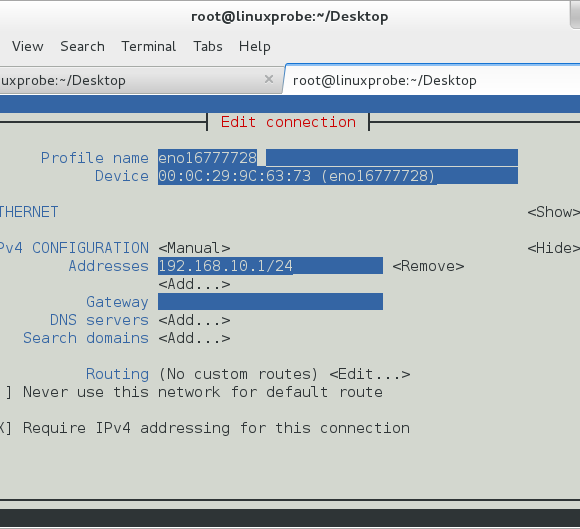 root@linuxprobe:~/Desktop
View Search Terminal Tabs Help
uxprobe:~/Desktop × root@linuxprobe:~/Desktop
Edit connection
Profile name eno16777728
Device 00:0C:29:9C:63:73 (eno16777728)
THERNET <Show>
Pv4 CONFIGURATION <Manual> <Hide>
Addresses 192.168.10.1/24 <Remove>
<Add...>
Gateway
DNS servers <Add...>
Search domains <Add...>
Routing (No custom routes) <Edit...>
] Never use this network for default route
X] Require IPv4 addressing for this connection